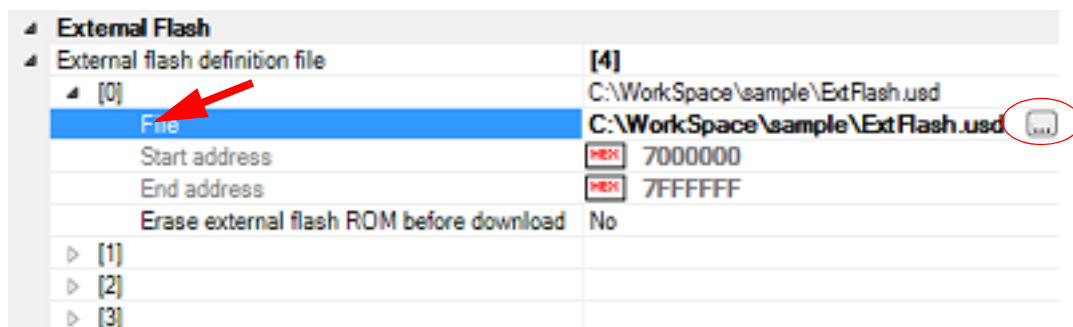 External Flash
External flash definition file [4]
[0] C:\WorkSpace\sample\ExtFlash.usd
File C:\WorkSpace\sample\ExtFlash.usd ...
Start address HEX 7000000
End address HEX 7FFFFFF
Erase external flash ROM before download No
[1]
[2]
[3]